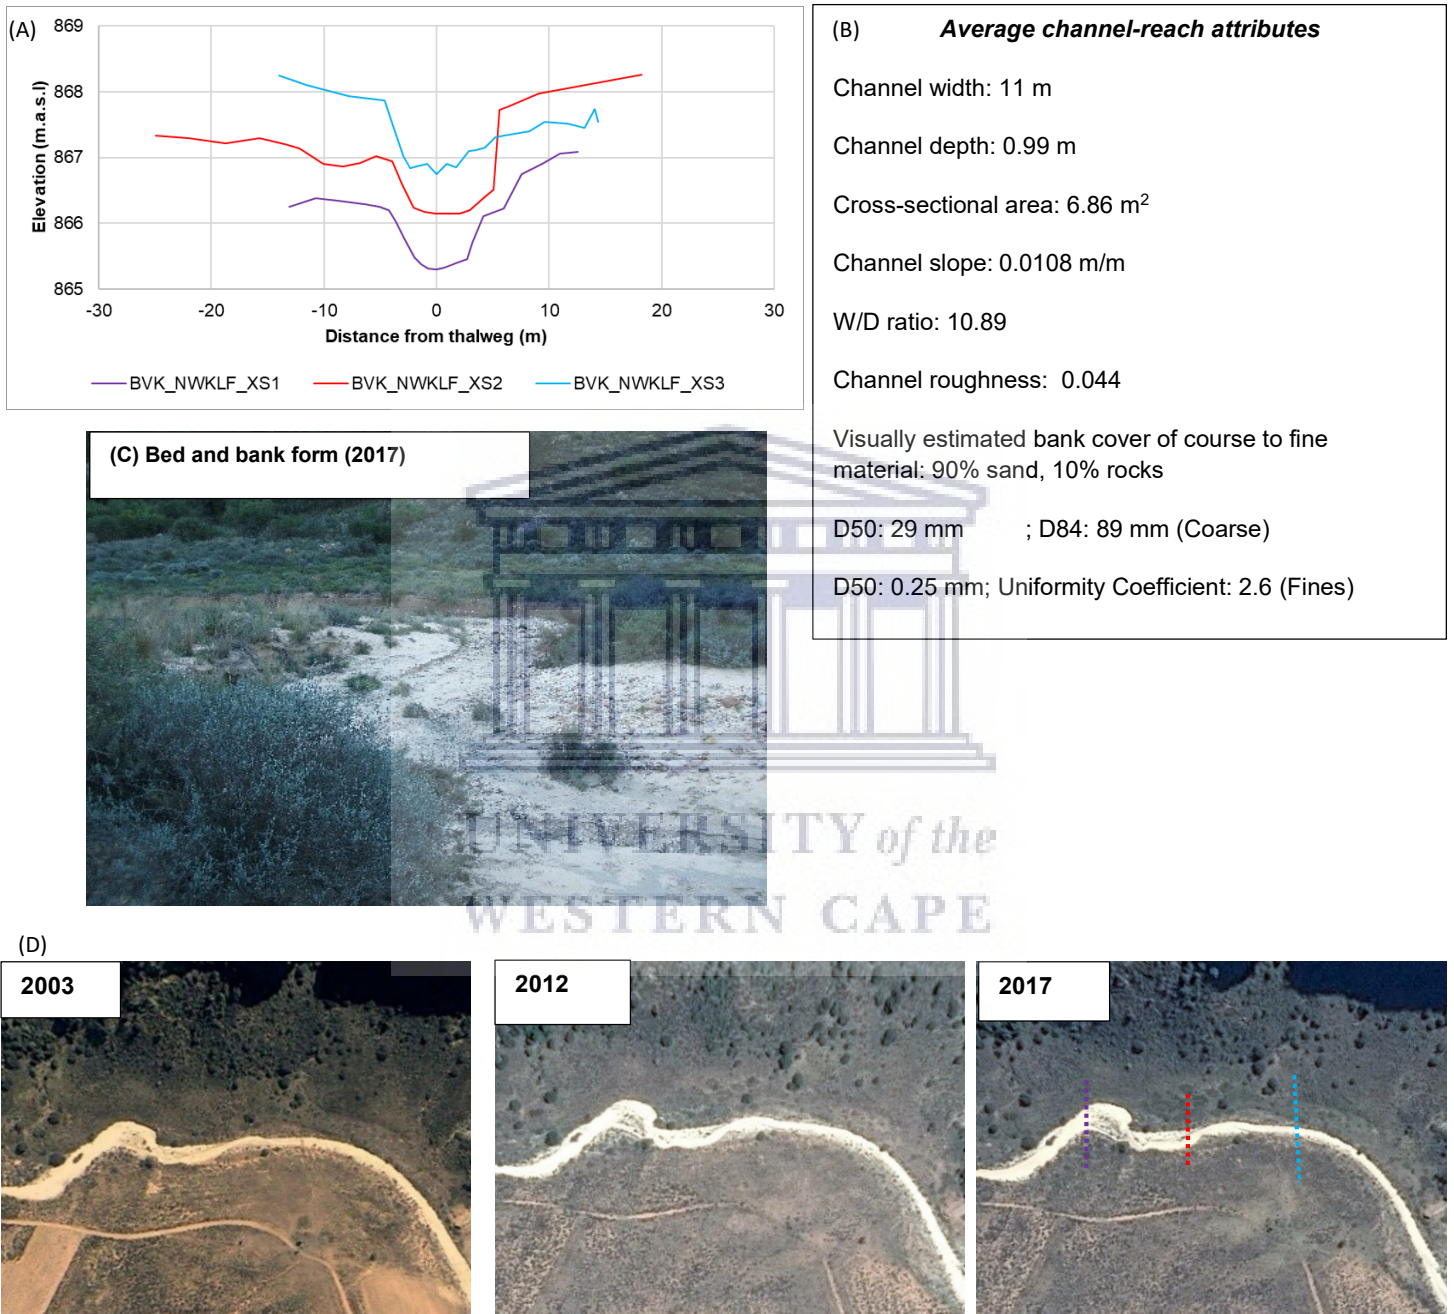 (A)
869
868
867
866
865
Elevation (m.a.s.l)
-30 -20 -10 0 10 20 30
Distance from thalweg (m)
BVK_NWKLF_XS1 BVK_NWKLF_XS2 BVK_NWKLF_XS3
(B) Average channel-reach attributes
Channel width: 11 m
Channel depth: 0.99 m
Cross-sectional area: 6.86 m²
Channel slope: 0.0108 m/m
W/D ratio: 10.89
Channel roughness: 0.044
Visually estimated bank cover of course to fine
material: 90% sand, 10% rocks
D50: 29 mm ; D84: 89 mm (Coarse)
D50: 0.25 mm; Uniformity Coefficient: 2.6 (Fines)
(C) Bed and bank form (2017)
UNIVERSITY of the
WESTERN CAPE
(D)
2003
2012
2017